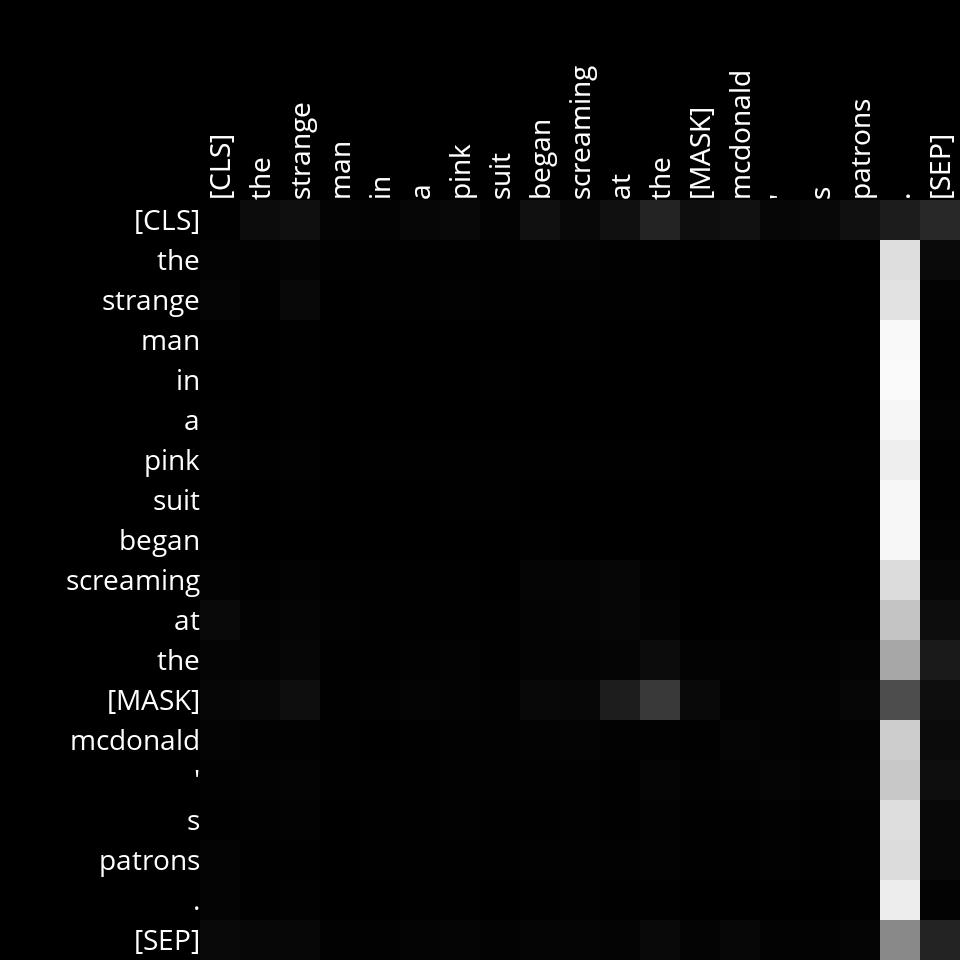 [CLS] the strange man in a pink suit began screaming at the [MASK] mcdonald ' s patrons . [SEP]
[CLS]
the
strange
man
in
a
pink
suit
began
screaming
at
the
[MASK]
mcdonald
'
s
patrons
.
[SEP]